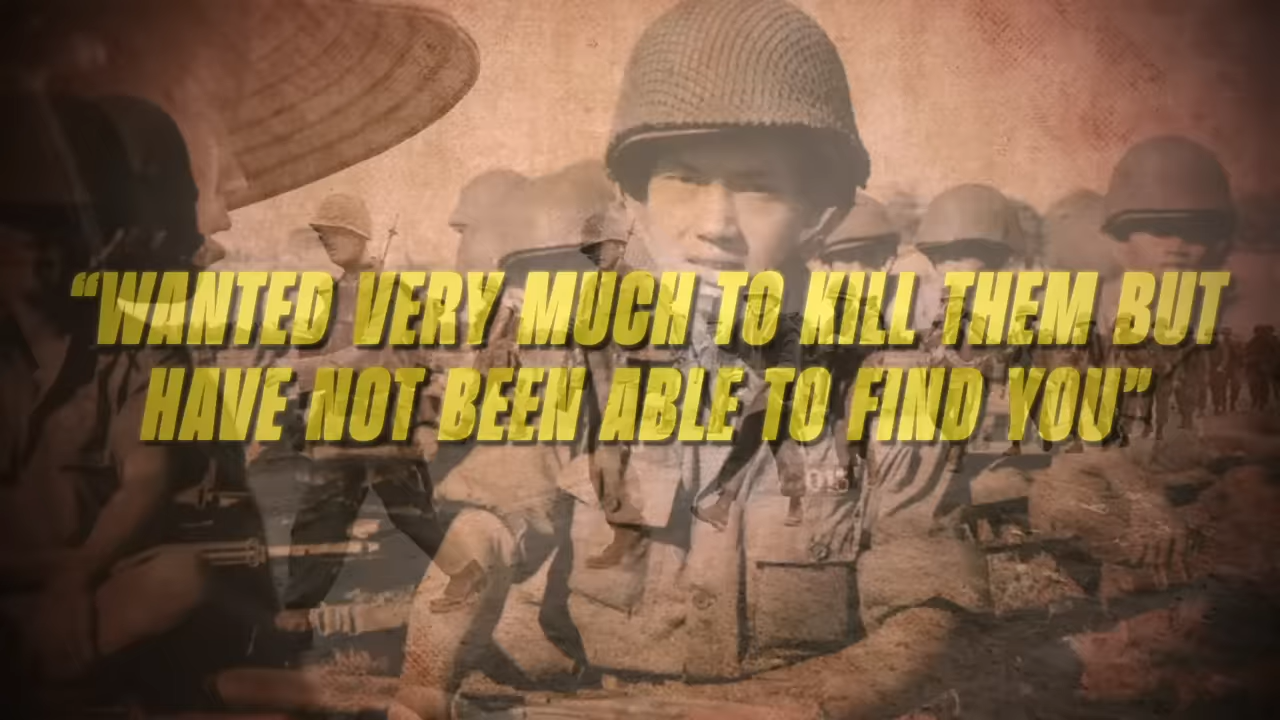 “WANTED VERY MUCH TO KILL THEM BUT
HAVE NOT BEEN ABLE TO FIND YOU”